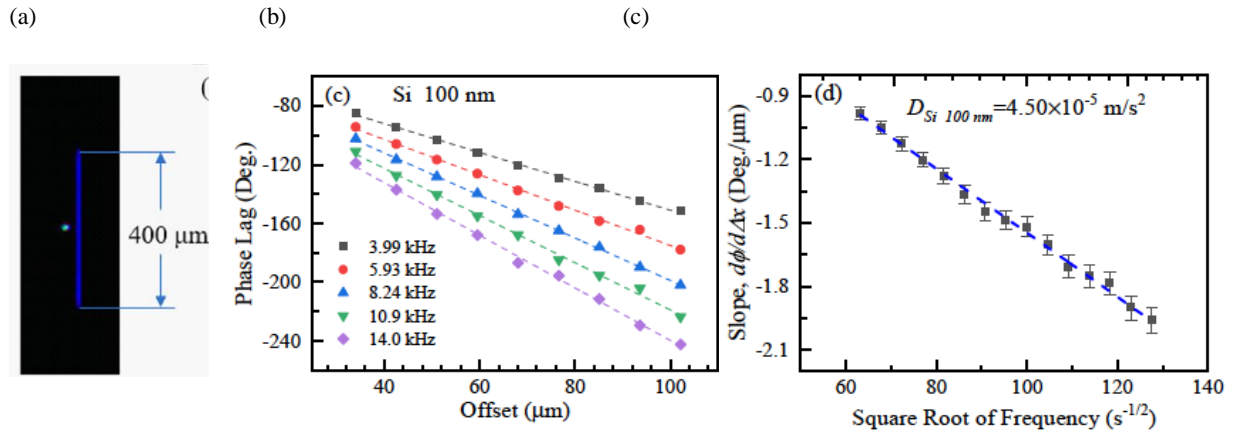 (a)
(b)
(c)
(
400 μm
(c)
Si 100 nm
-80
-120
-160
-200
-240
Phase Lag (Deg.)
3.99 kHz
5.93 kHz
8.24 kHz
10.9 kHz
14.0 kHz
40
60
80
100
Offset (μm)
(d)
D_Si 100 nm=4.50×10⁻⁵ m/s²
-0.9
-1.2
-1.5
-1.8
-2.1
Slope, dϕ/dΔx (Deg./μm)
60
80
100
120
140
Square Root of Frequency (s⁻¹/²)